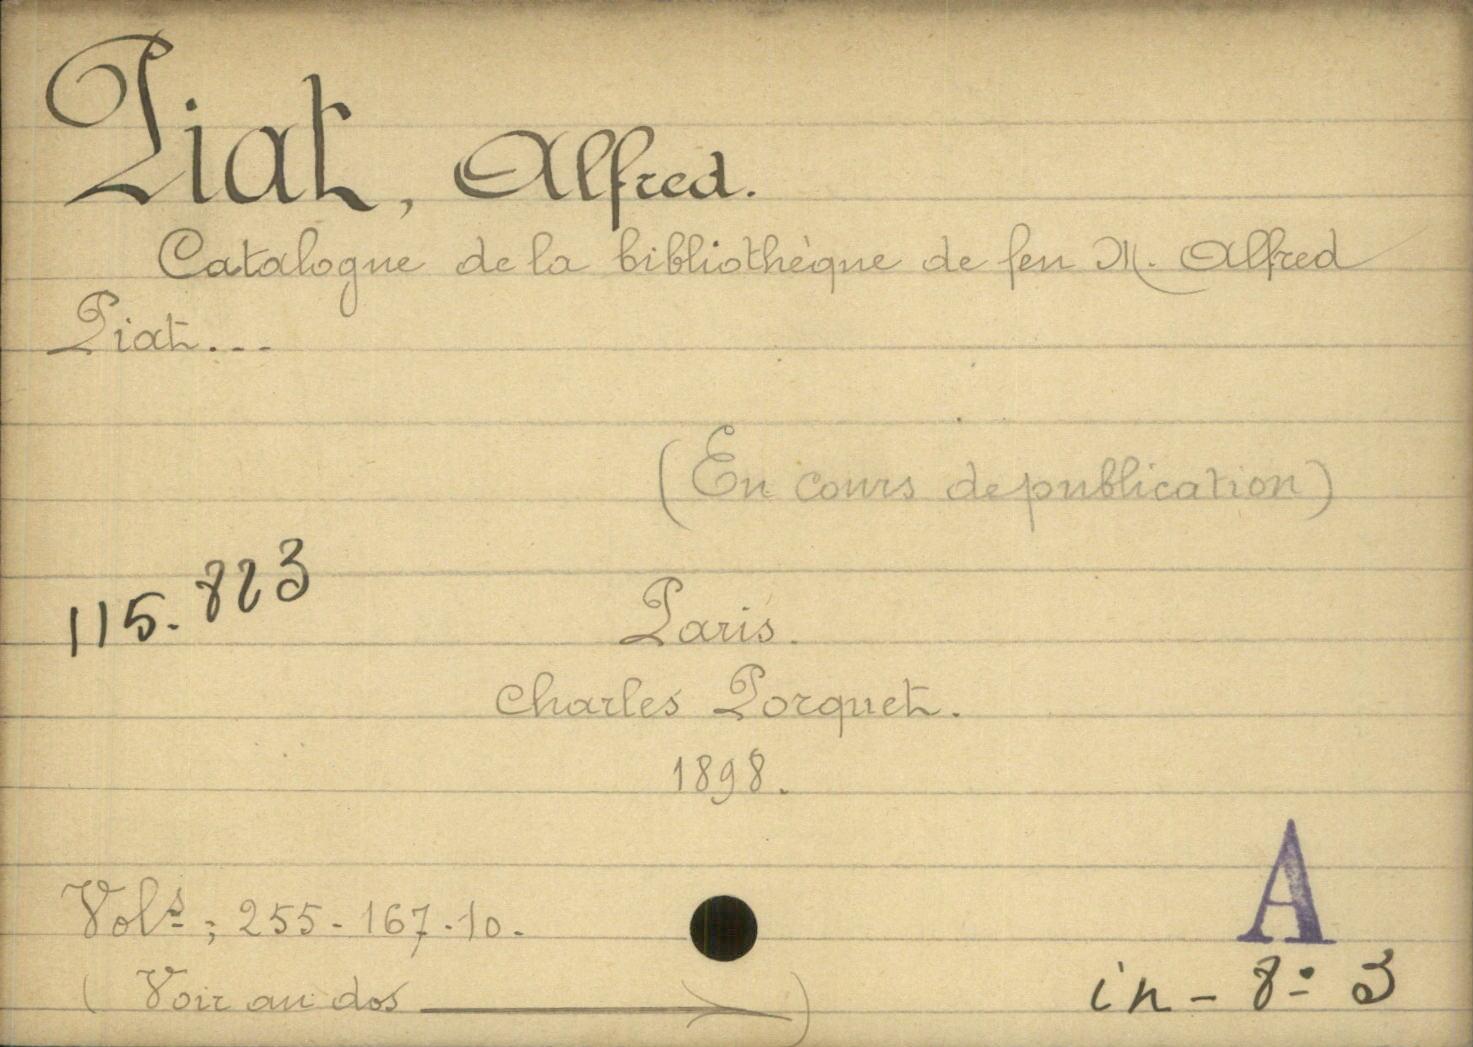 Piat, Alfred.
Catalogue de la bibliothèque de feu M. Alfred
Piat...
(En cours de publication)
115.823
Paris.
Charles Porquet.
1898.
Vols; 255-167-10.
(Voir au dos)
A
in-8º 3